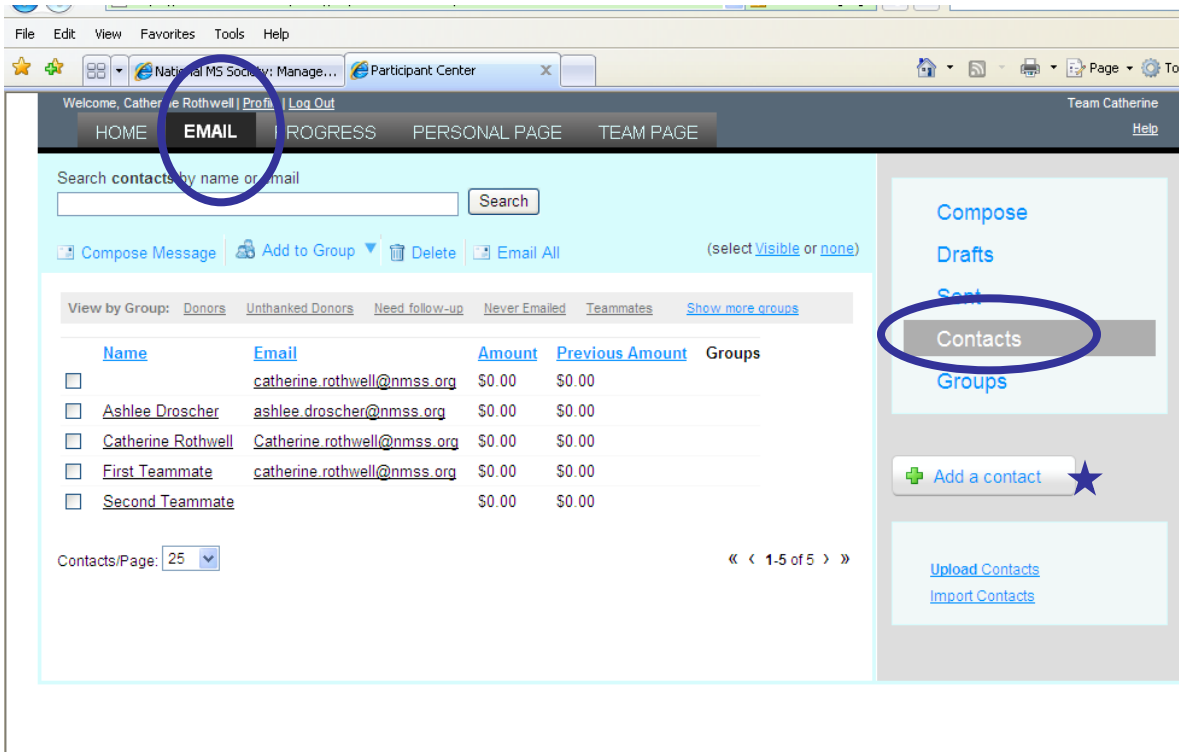 File Edit View Favorites Tools Help
National MS Society: Manage... Participant Center x Page To
Welcome, Catherine Rothwell | Profile | Log Out Team Catherine
HOME EMAIL PROGRESS PERSONAL PAGE TEAM PAGE Help
Search contacts by name or email
Search
Compose Message Add to Group Delete Email All (select Visible or none)
View by Group: Donors Unthanked Donors Need follow-up Never Emailed Teammates Show more groups
Name Email Amount Previous Amount Groups
catherine.rothwell@nmss.org $0.00 $0.00
Ashlee Droscher ashlee.droscher@nmss.org $0.00 $0.00
Catherine Rothwell Catherine.rothwell@nmss.org $0.00 $0.00
First Teammate catherine.rothwell@nmss.org $0.00 $0.00
Second Teammate $0.00 $0.00
Contacts/Page: 25 « ‹ 1-5 of 5 › »
Compose
Drafts
Sent
Contacts
Groups
Add a contact
Upload Contacts
Import Contacts